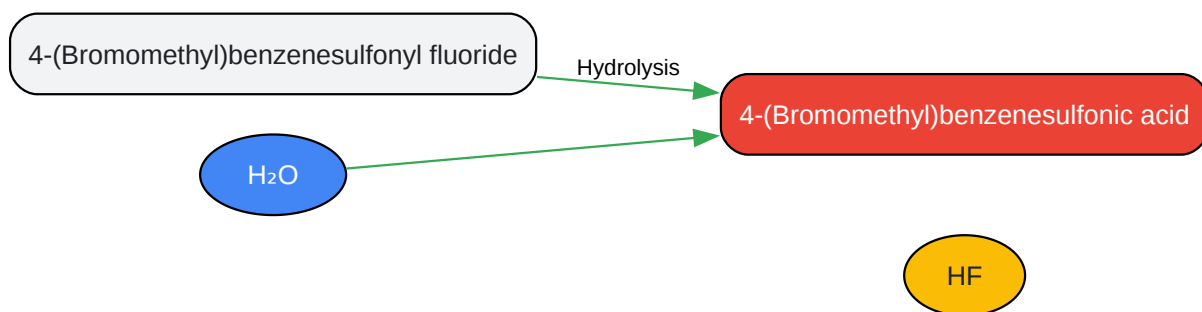 4-(Bromomethyl)benzenesulfonyl fluoride
Hydrolysis
4-(Bromomethyl)benzenesulfonic acid
H₂O
HF